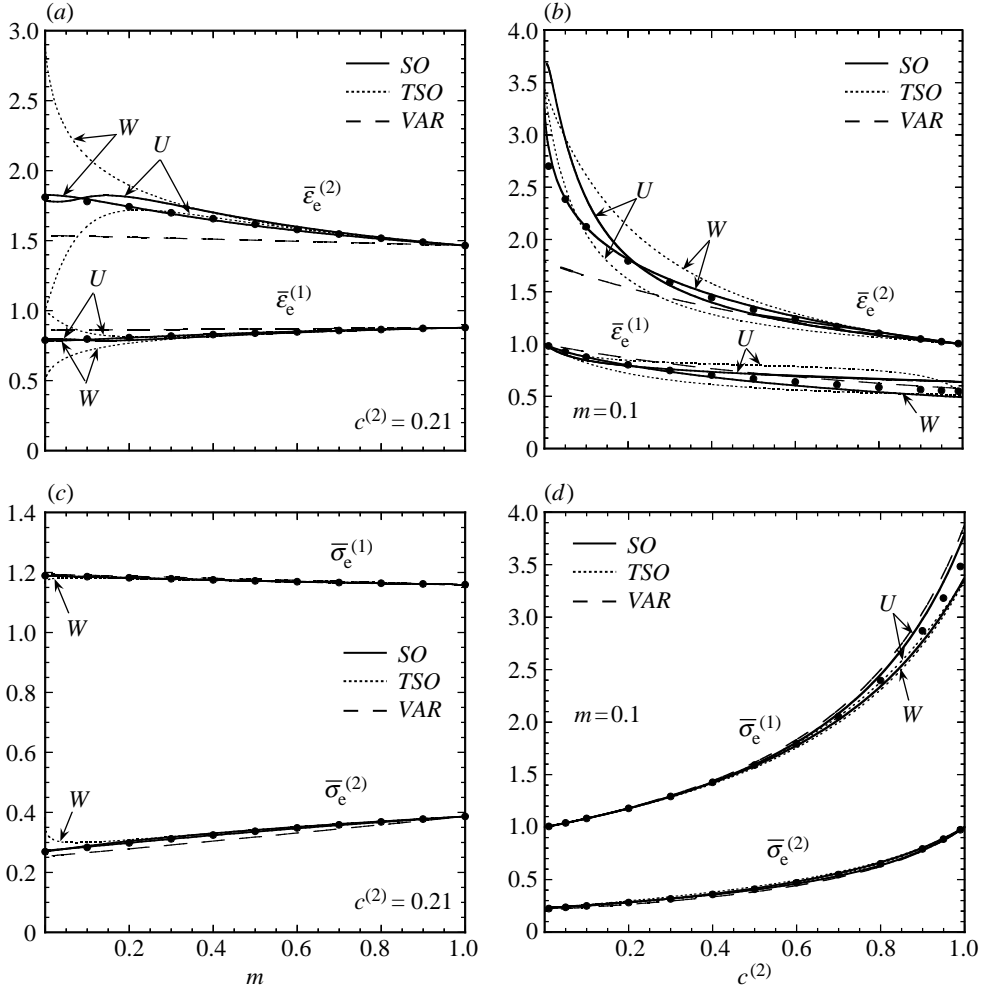 (a)
3.0
2.5
2.0
1.5
1.0
0.5
0
SO
TSO
VAR
W
U
ε̄ₑ⁽²⁾
U
ε̄ₑ⁽¹⁾
W
c⁽²⁾ = 0.21
(b)
4.0
3.5
3.0
2.5
2.0
1.5
1.0
0.5
0
SO
TSO
VAR
U
W
ε̄ₑ⁽²⁾
ε̄ₑ⁽¹⁾
U
W
m = 0.1
(c)
1.4
1.2
1.0
0.8
0.6
0.4
0.2
0
σ̄ₑ⁽¹⁾
W
SO
TSO
VAR
σ̄ₑ⁽²⁾
W
c⁽²⁾ = 0.21
0.2 0.4 0.6 0.8 1.0
m
(d)
4.0
3.5
3.0
2.5
2.0
1.5
1.0
0.5
0
SO
TSO
VAR
U
W
m = 0.1
σ̄ₑ⁽¹⁾
σ̄ₑ⁽²⁾
0.2 0.4 0.6 0.8 1.0
c⁽²⁾